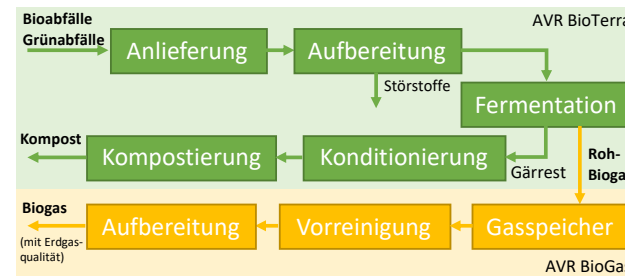 Bioabfälle
Grünabfälle
AVR BioTerra
Anlieferung
Aufbereitung
Störstoffe
Fermentation
Kompost
Kompostierung
Konditionierung
Gärrest
Roh-
Bioga
Biogas
(mit Erdgas-
qualität)
Aufbereitung
Vorreinigung
Gasspeicher
AVR BioGas